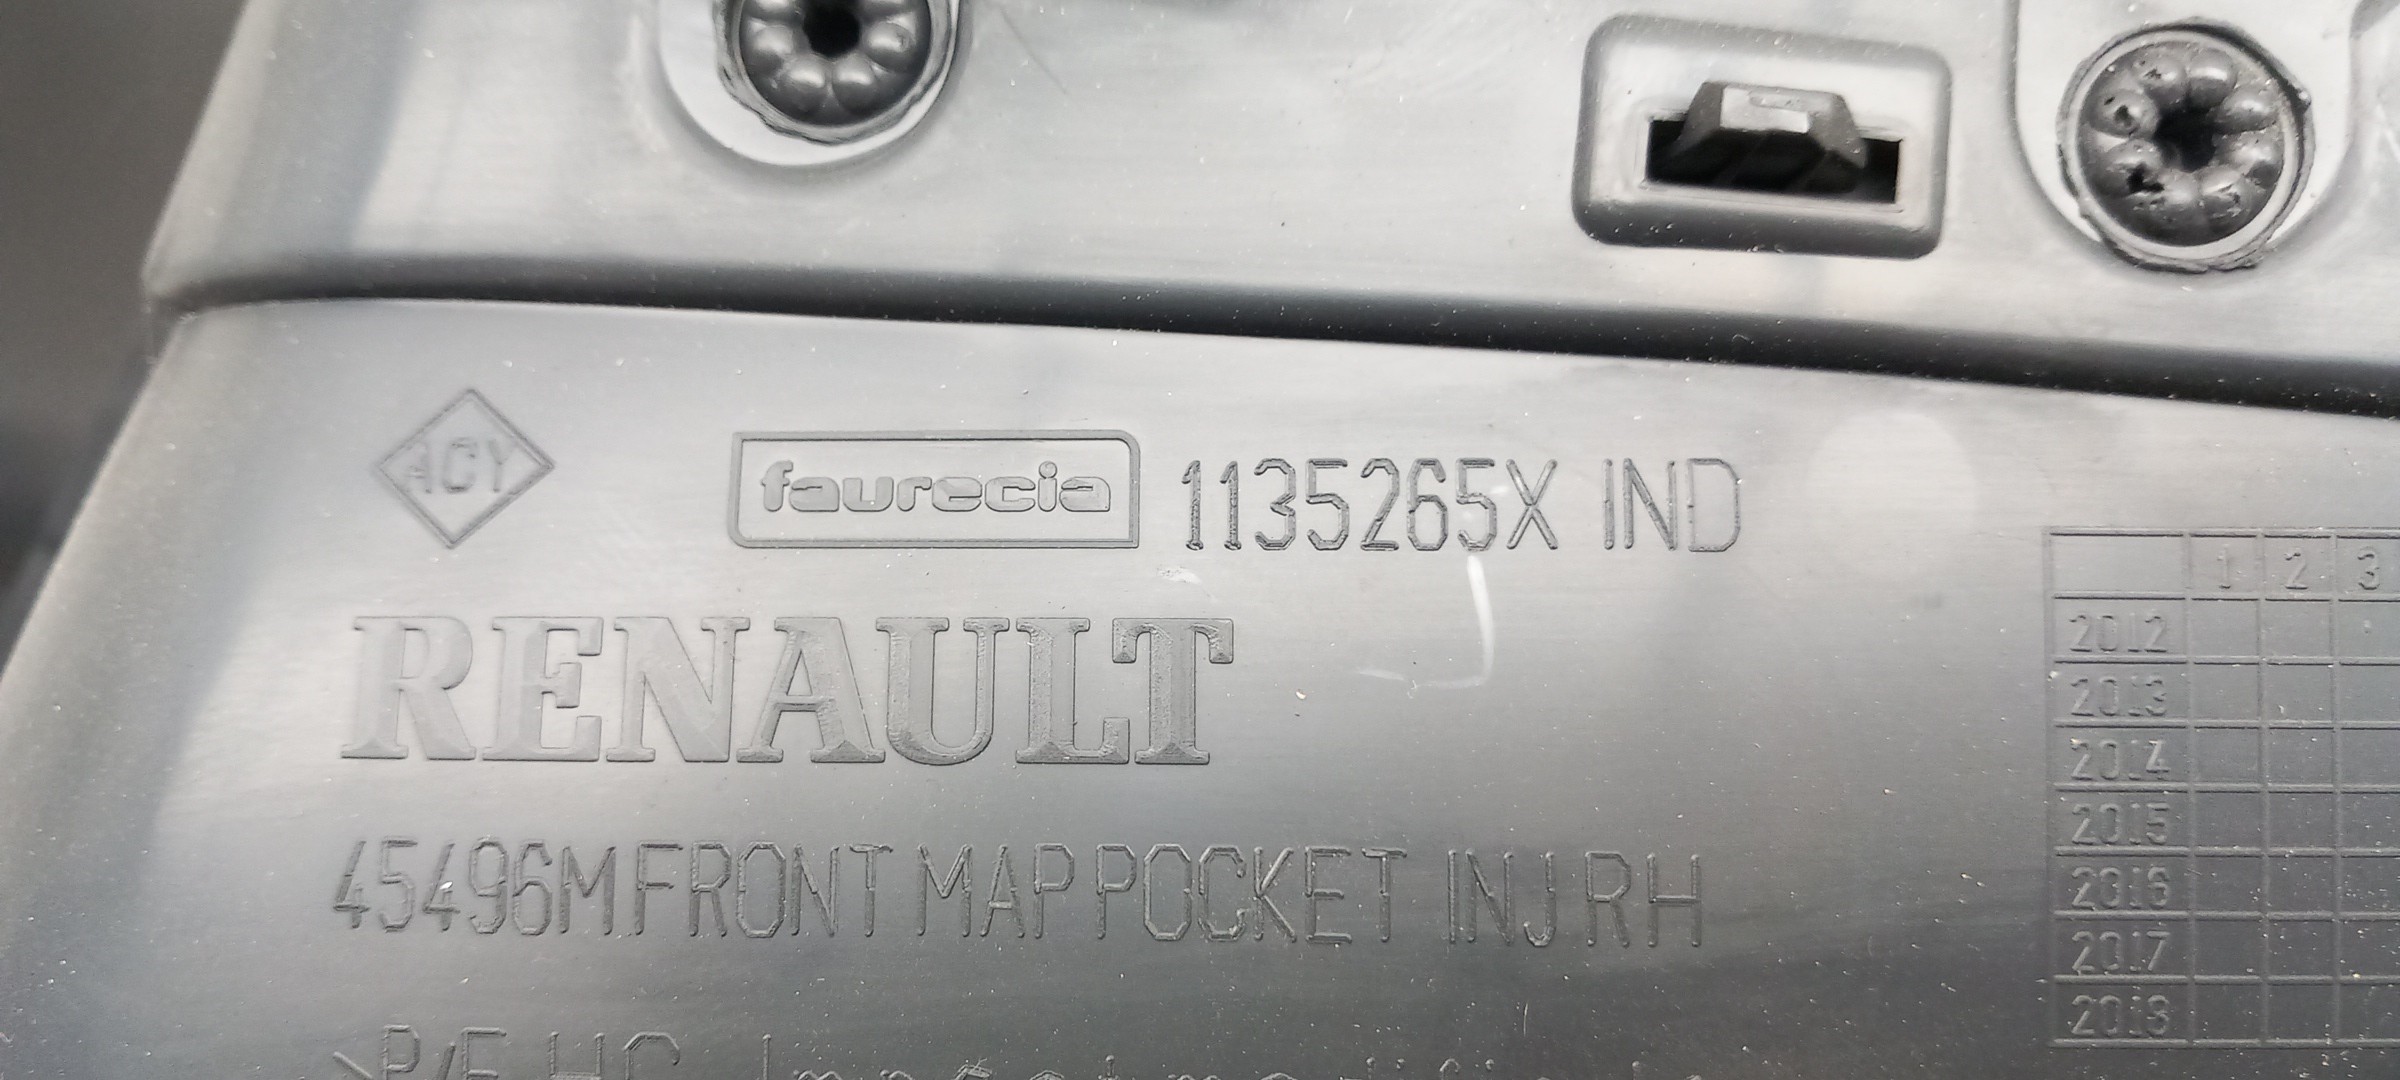 ACY
faurecia 1135265X IND
RENAULT
45496M FRONT MAP POCKET INJ RH
1 2 3
2012
2013
2014
2015
2016
2017
2018